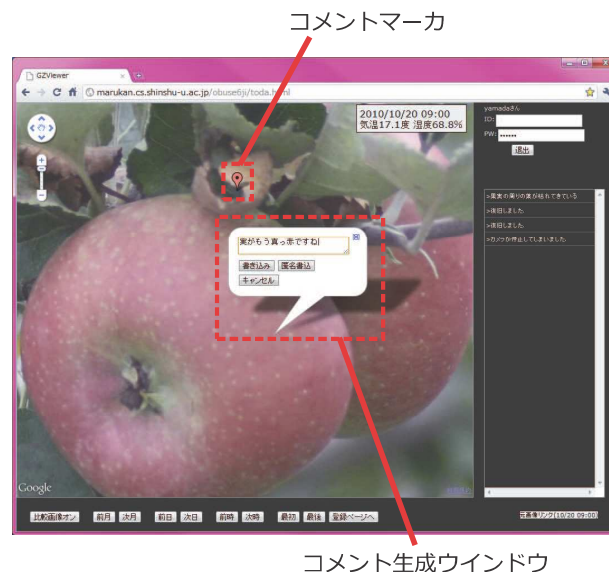 コメントマーカ
GZViewer
marukan.cs.shinshu-u.ac.jp/obuse6ji/toda.html
2010/10/20 09:00
気温17.1度 湿度68.8%
yamadaさん
ID:
PW: ••••••
退出
>果実の周りの葉が枯れてきている
>復旧しました.
>復旧しました.
>カメラが停止してしまいました.
実がもう真っ赤ですね
書き込み 匿名書込
キャンセル
Google
比較画像オン 前月 次月 前日 次日 前時 次時 最初 最後 登録ページへ
元画像リンク(10/20 09:00)
コメント生成ウインドウ